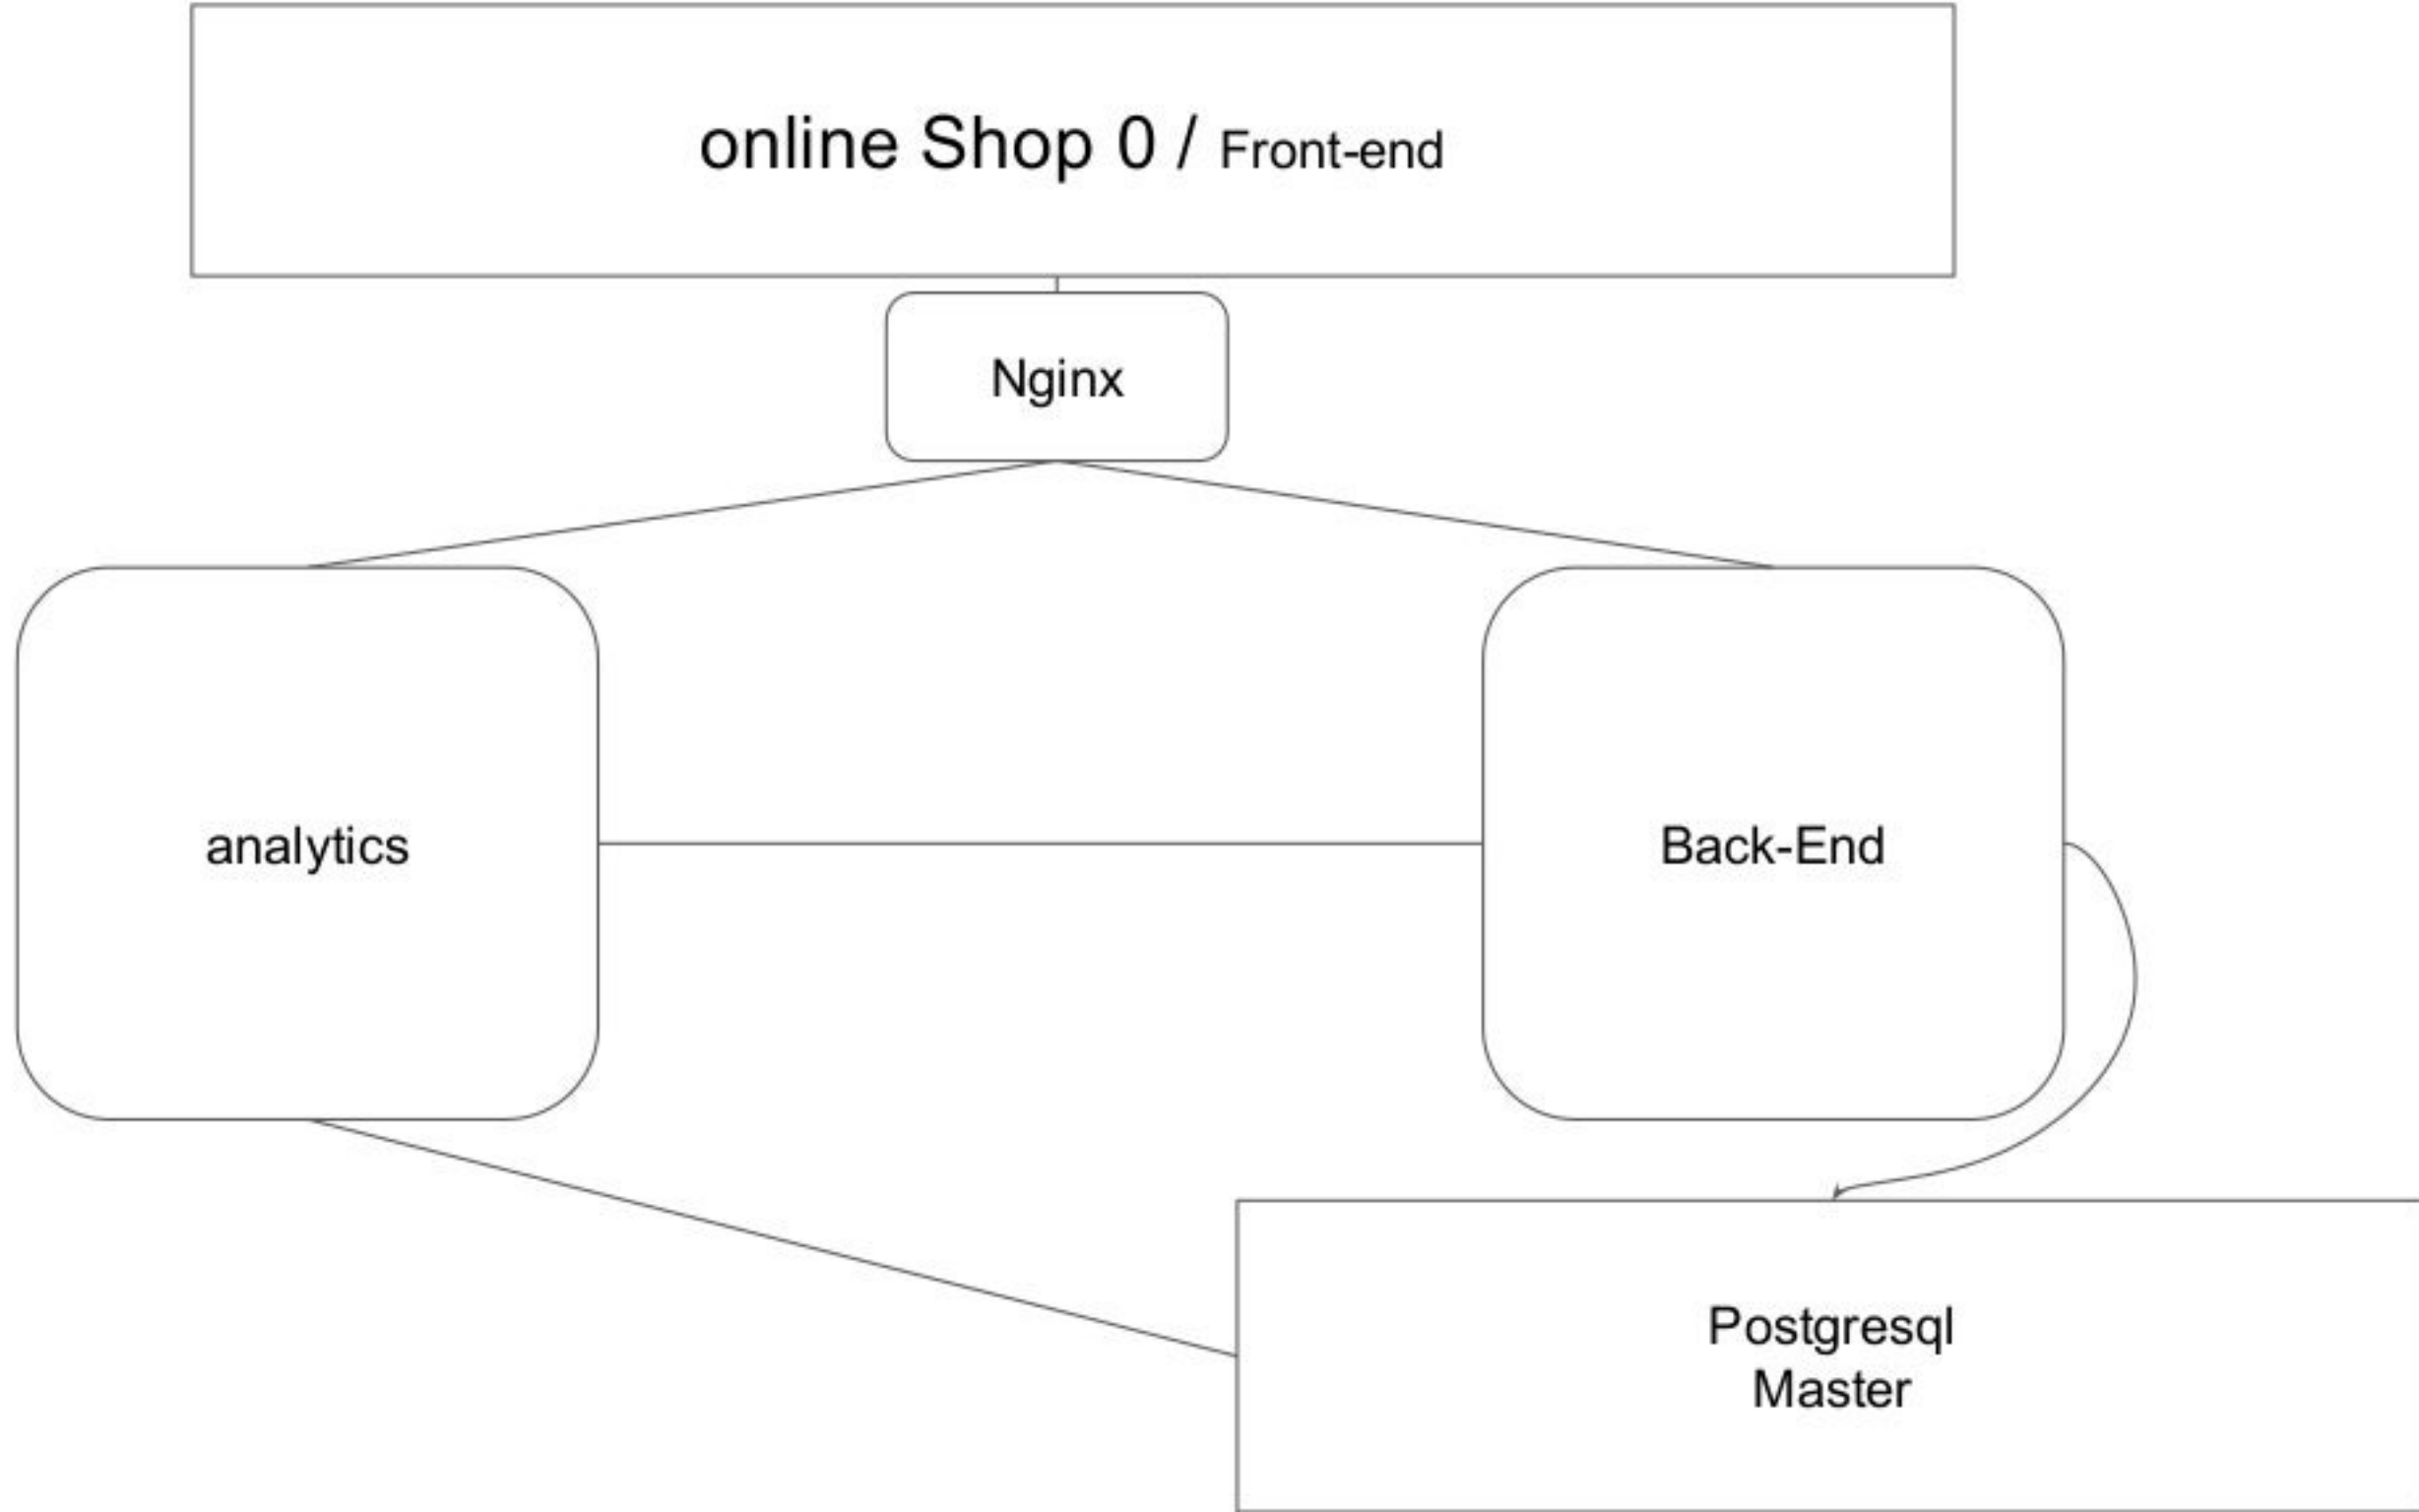 online Shop 0 / Front-end
Nginx
analytics
Back-End
Postgresql
Master